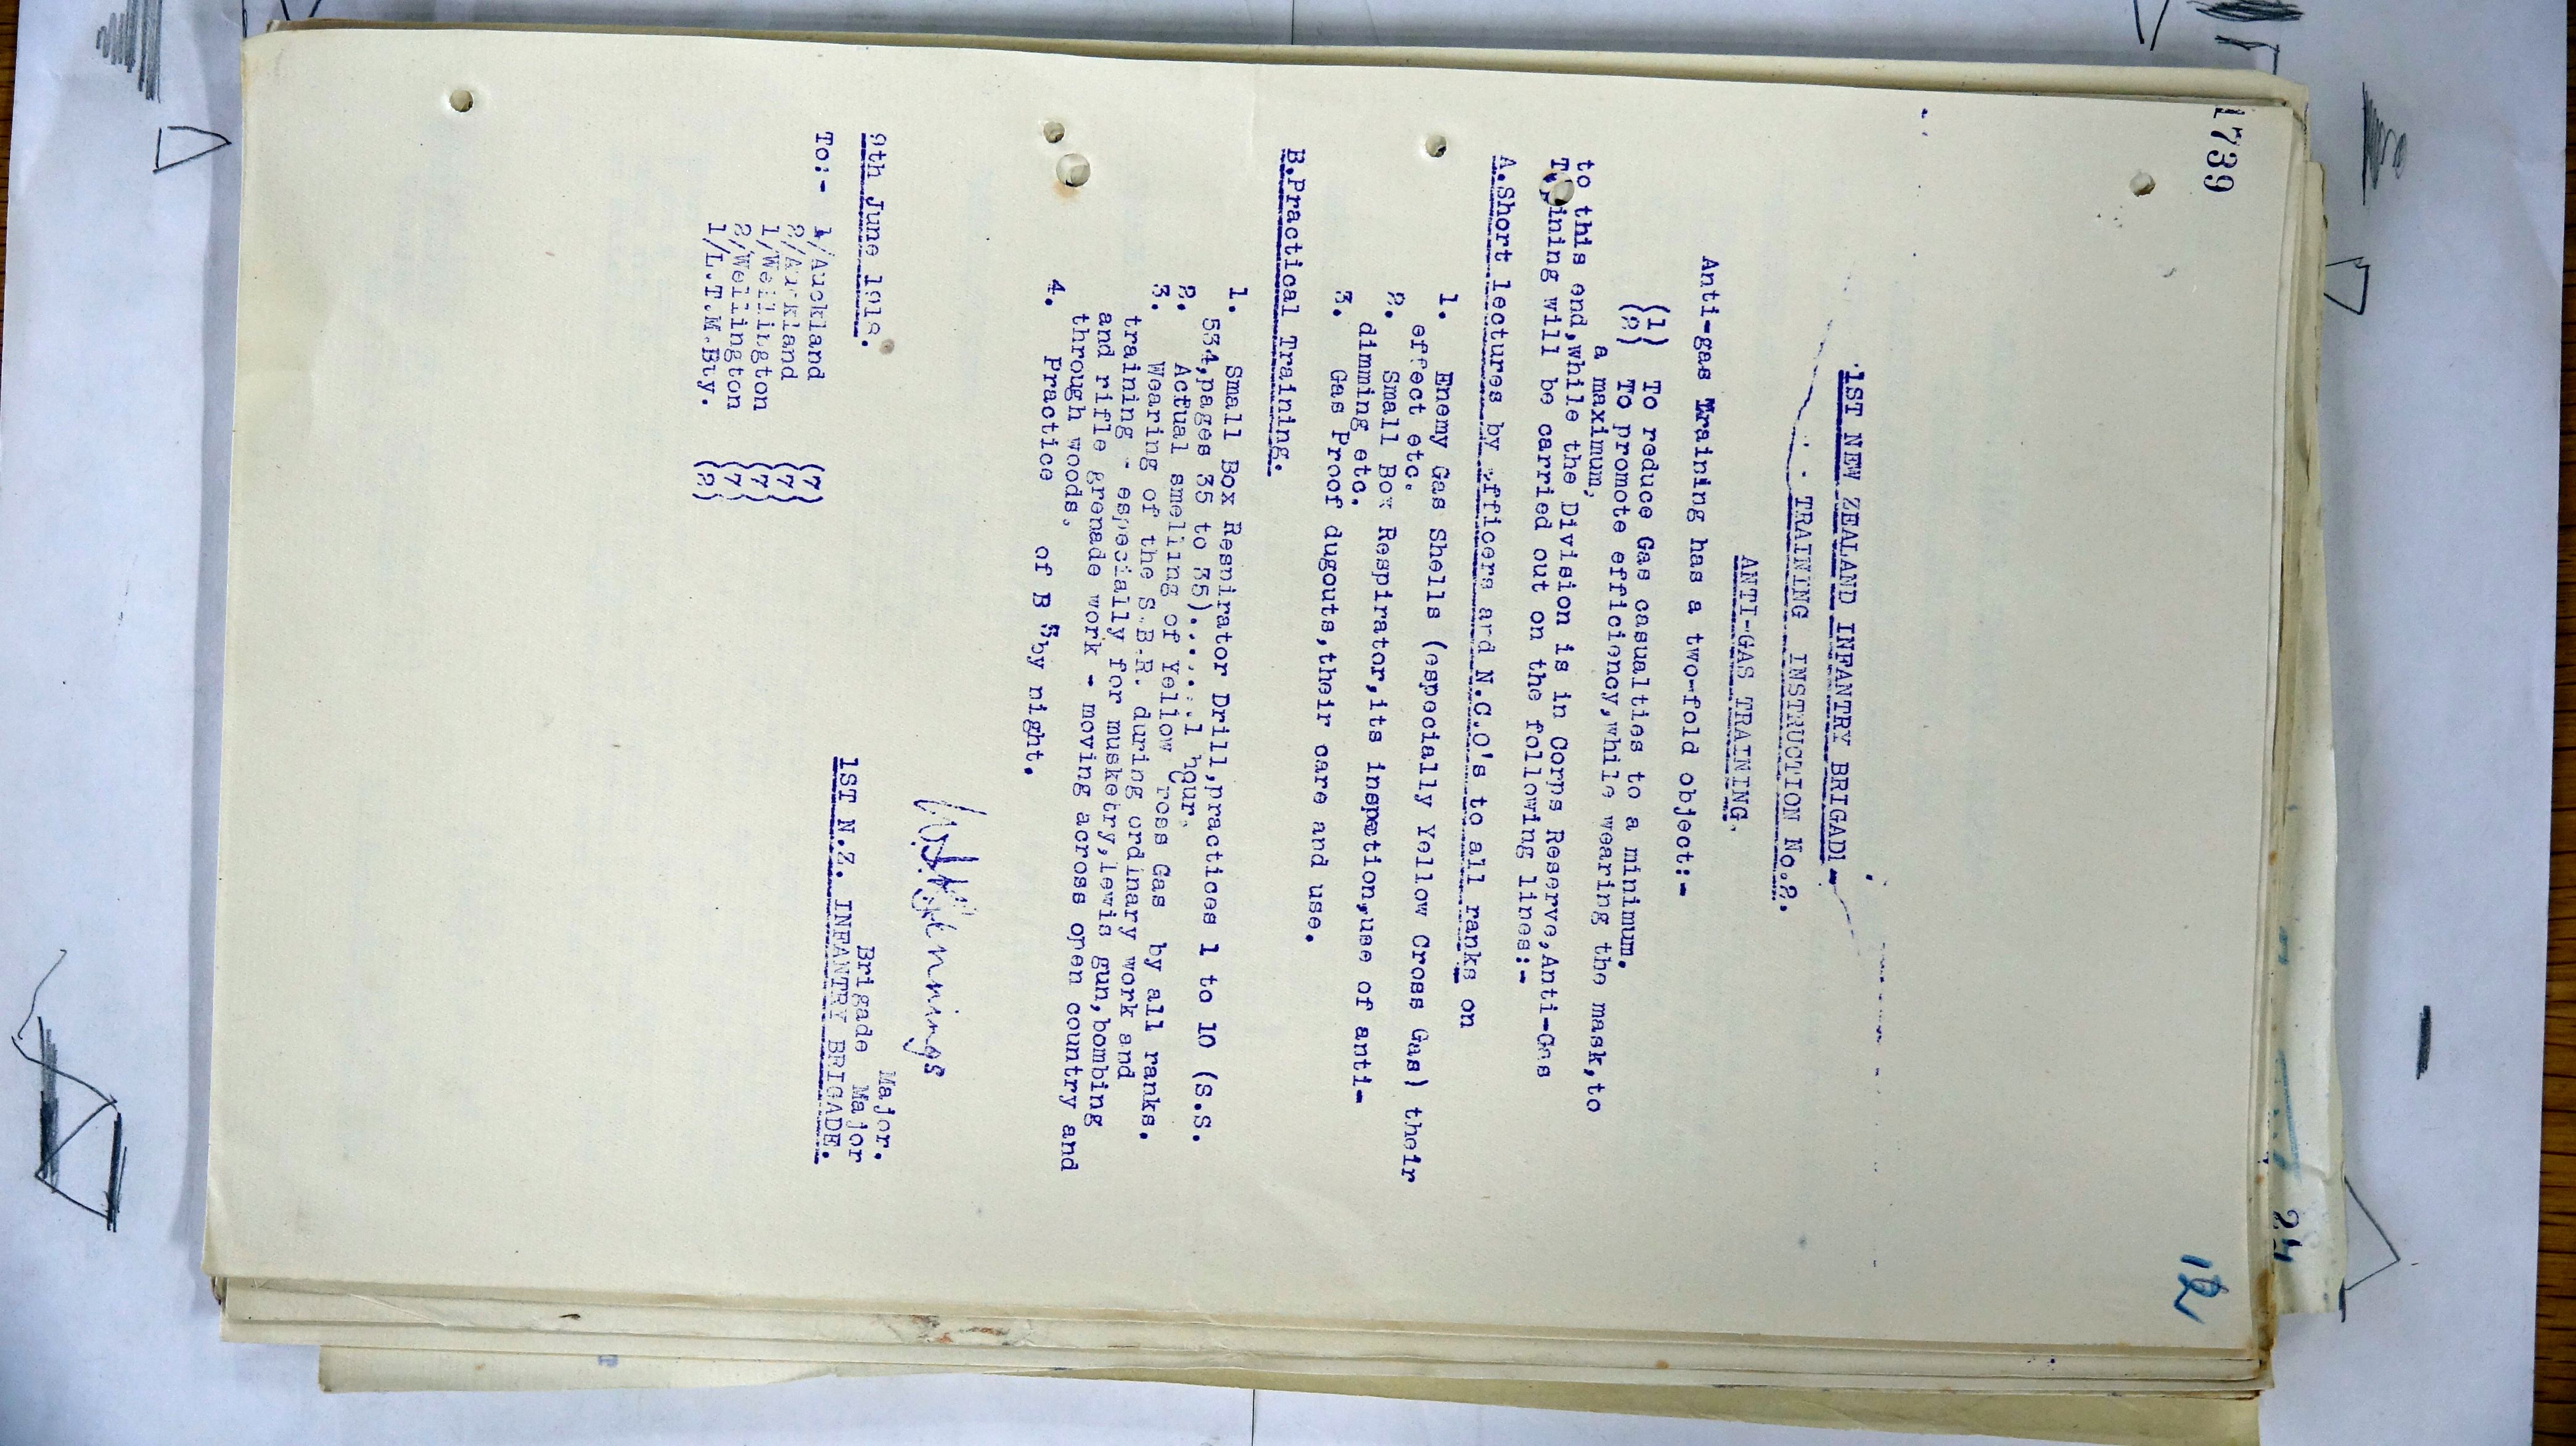 1739
12
24
1ST NEW ZEALAND INFANTRY BRIGADE
TRAINING INSTRUCTION No.2.
ANTI-GAS TRAINING.
Anti-gas Training has a two-fold object:-
(1) To reduce Gas casualties to a minimum.
(2) To promote efficiency,while wearing the mask,to
a maximum,
to this end,while the Division is in Corps Reserve,Anti-Gas
Training will be carried out on the following lines:-
A.Short lectures by Officers and N.C.O's to all ranks on
1. Enemy Gas Shells (especially Yellow Cross Gas) their
effect etc.
2. Small Box Respirator,its inspection,use of anti-
dimming etc.
3. Gas Proof dugouts,their care and use.
B.Practical Training.
1. Small Box Respirator Drill,practices 1 to 10 (S.S.
534,pages 35 to 35).......1 hour.
2. Actual smelling of Yellow Cross Gas by all ranks.
3. Wearing of the S.B.R. during ordinary work and
training - especially for musketry,lewis gun,bombing
and rifle grenade work - moving across open country and
through woods.
4. Practice of B 3 by night.
Major.
Brigade Major
1ST N.Z. INFANTRY BRIGADE.
9th June 1918.
To:- 1/Auckland (7)
2/Auckland (7)
1/Wellington (7)
2/Wellington (7)
1/L.T.M.Bty. (2)